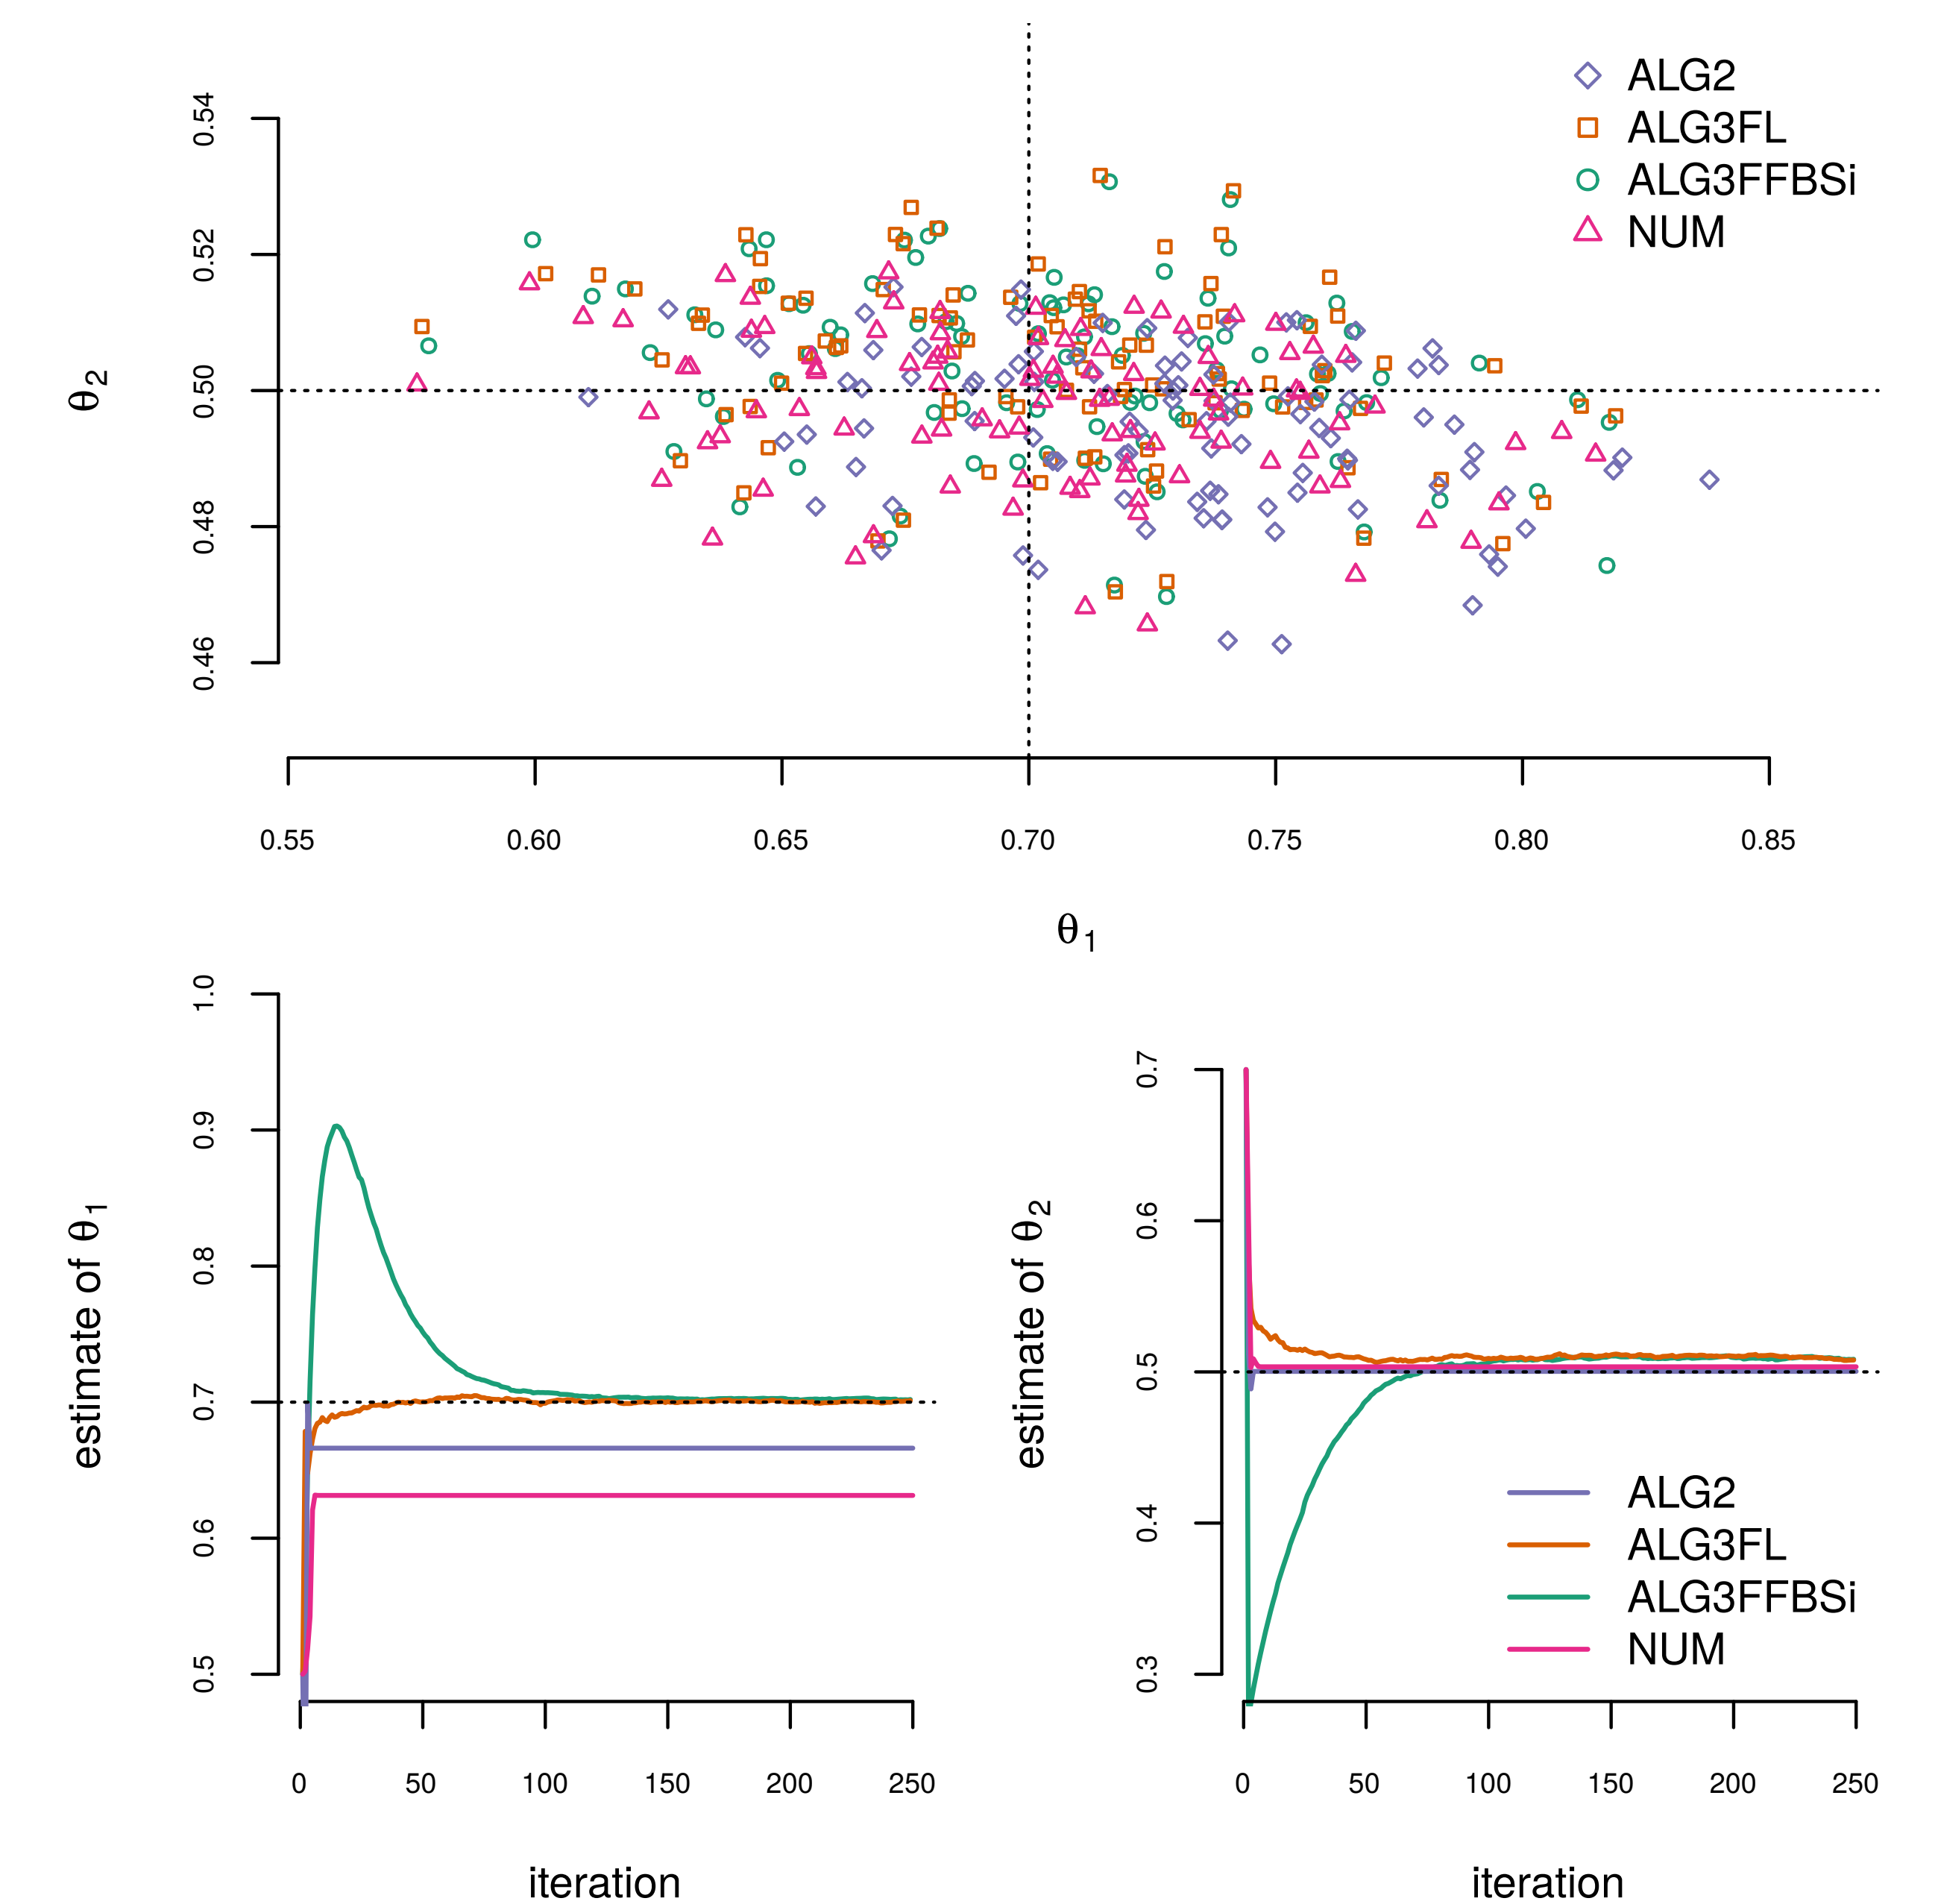 ALG2
ALG3FL
ALG3FFBSi
NUM
θ2
0.54
0.52
0.50
0.48
0.46
0.55 0.60 0.65 0.70 0.75 0.80 0.85
θ1
estimate of θ1
1.0
0.9
0.8
0.7
0.6
0.5
0 50 100 150 200 250
iteration
estimate of θ2
0.7
0.6
0.5
0.4
0.3
ALG2
ALG3FL
ALG3FFBSi
NUM
0 50 100 150 200 250
iteration